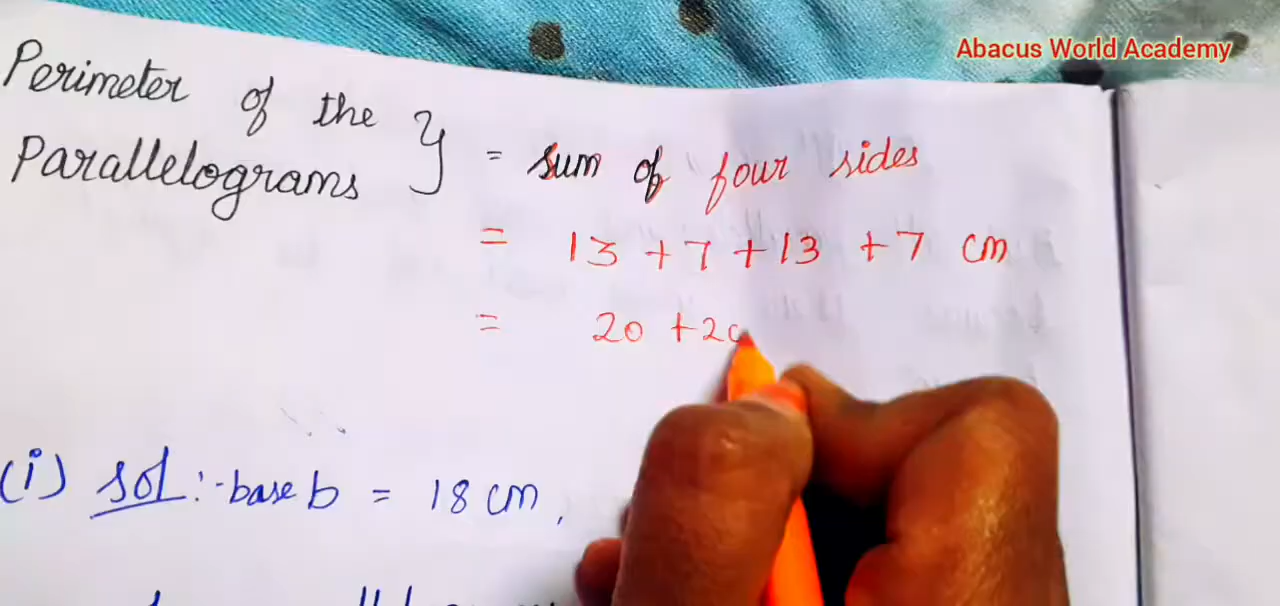 Abacus World Academy
Perimeter of the
Parallelograms } = sum of four sides
= 13 + 7 + 13 + 7 cm
= 20 + 20
(i) sol :- base b = 18 cm,